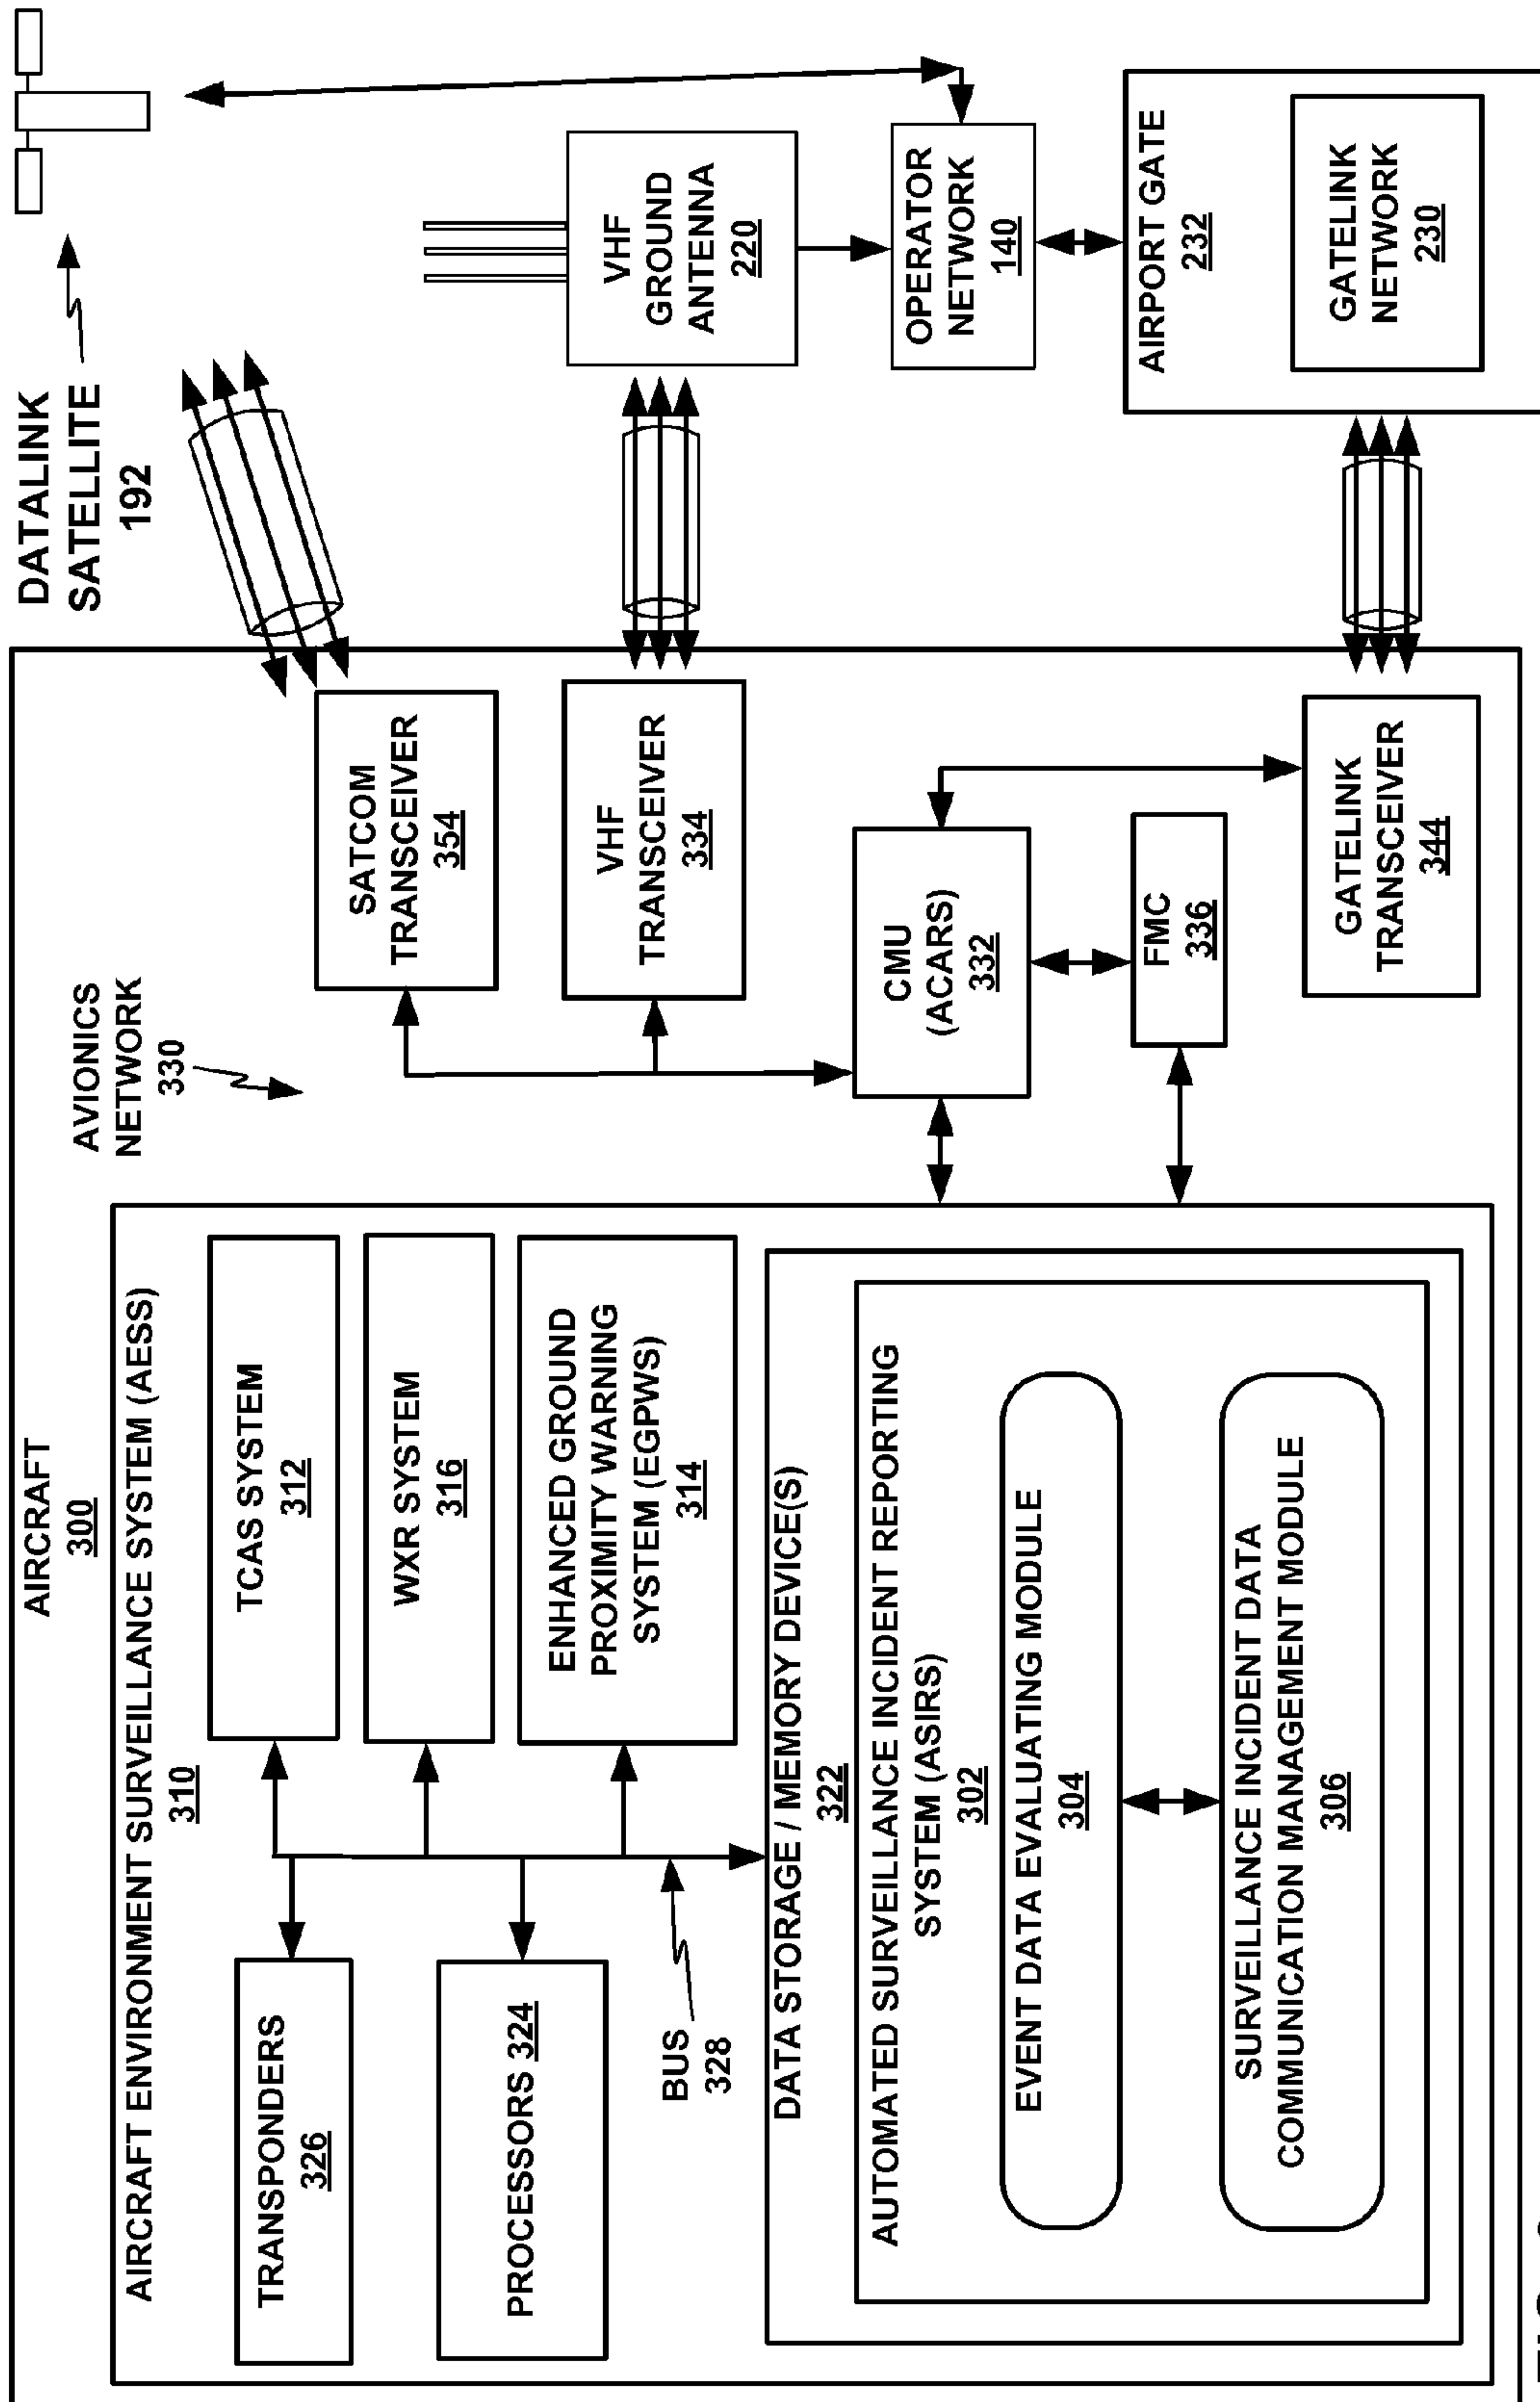 AIRCRAFT
300
AIRCRAFT ENVIRONMENT SURVEILLANCE SYSTEM (AESS)
310
TRANSPONDERS
326
PROCESSORS 324
BUS
328
TCAS SYSTEM
312
WXR SYSTEM
316
ENHANCED GROUND
PROXIMITY WARNING
SYSTEM (EGPWS)
314
DATA STORAGE / MEMORY DEVICE(S)
322
AUTOMATED SURVEILLANCE INCIDENT REPORTING
SYSTEM (ASIRS)
302
EVENT DATA EVALUATING MODULE
304
SURVEILLANCE INCIDENT DATA
COMMUNICATION MANAGEMENT MODULE
306
AVIONICS
NETWORK
330
SATCOM
TRANSCEIVER
354
VHF
TRANSCEIVER
334
CMU
(ACARS)
332
FMC
336
GATELINK
TRANSCEIVER
344
DATALINK
SATELLITE
192
VHF
GROUND
ANTENNA
220
OPERATOR
NETWORK
140
AIRPORT GATE
232
GATELINK
NETWORK
230